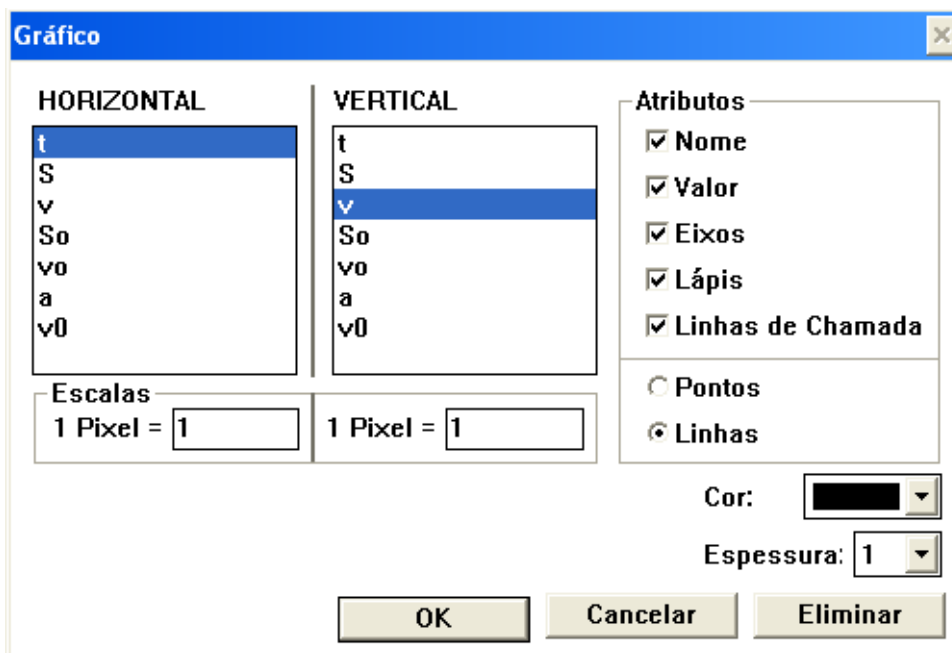 Gráfico
HORIZONTAL
t
S
v
So
vo
a
v0
VERTICAL
t
S
v
So
vo
a
v0
Escalas
1 Pixel = 1
1 Pixel = 1
Atributos
Nome
Valor
Eixos
Lápis
Linhas de Chamada
Pontos
Linhas
Cor:
Espessura: 1
OK
Cancelar
Eliminar